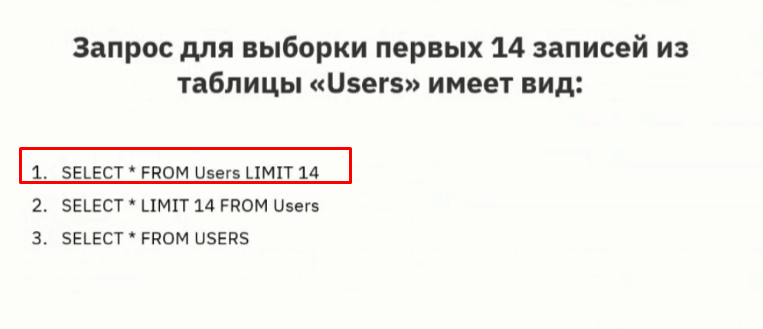 Запрос для выборки первых 14 записей из
таблицы «Users» имеет вид:
1. SELECT * FROM Users LIMIT 14
2. SELECT * LIMIT 14 FROM Users
3. SELECT * FROM USERS